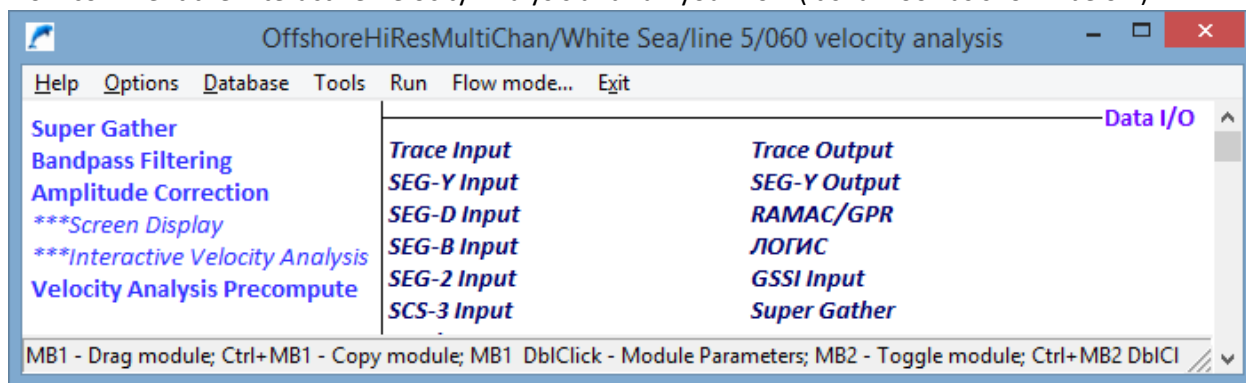 OffshoreHiResMultiChan/White Sea/line 5/060 velocity analysis
Help Options Database Tools Run Flow mode... Exit
Super Gather
Bandpass Filtering
Amplitude Correction
***Screen Display
***Interactive Velocity Analysis
Velocity Analysis Precompute
Data I/O
Trace Input Trace Output
SEG-Y Input SEG-Y Output
SEG-D Input RAMAC/GPR
SEG-B Input ЛОГИС
SEG-2 Input GSSI Input
SCS-3 Input Super Gather
MB1 - Drag module; Ctrl+MB1 - Copy module; MB1 DblClick - Module Parameters; MB2 - Toggle module; Ctrl+MB2 DblCl